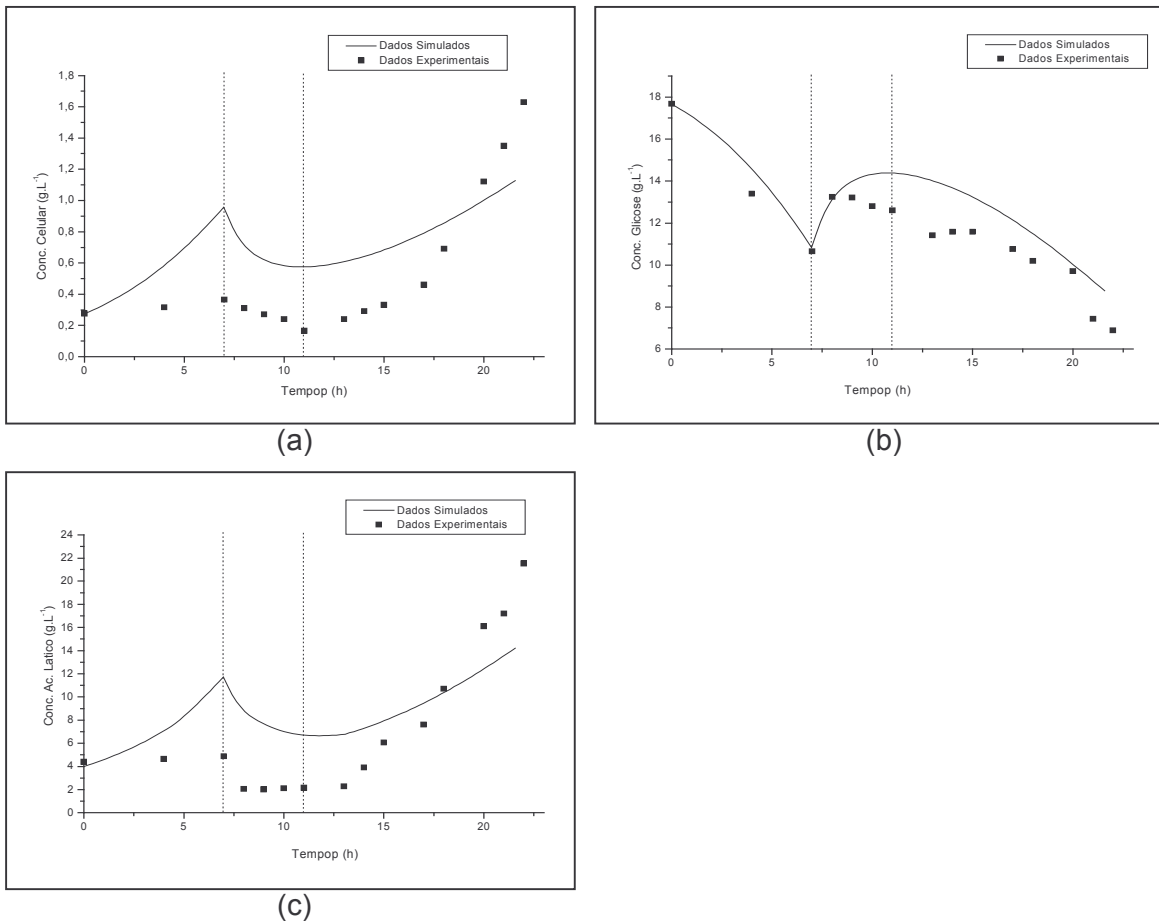 Dados Simulados
Dados Experimentais
1,8
1,6
1,4
1,2
1,0
0,8
0,6
0,4
0,2
0,0
Conc. Celular (g.L⁻¹)
0 5 10 15 20
Tempop (h)
(a)
Dados Simulados
Dados Experimentais
18
16
14
12
10
8
6
Conc. Glicose (g.L⁻¹)
0 5 10 15 20
Tempop (h)
(b)
Dados Simulados
Dados Experimentais
24
22
20
18
16
14
12
10
8
6
4
2
0
Conc. Ac. Latico (g.L⁻¹)
0 5 10 15 20
Tempop (h)
(c)